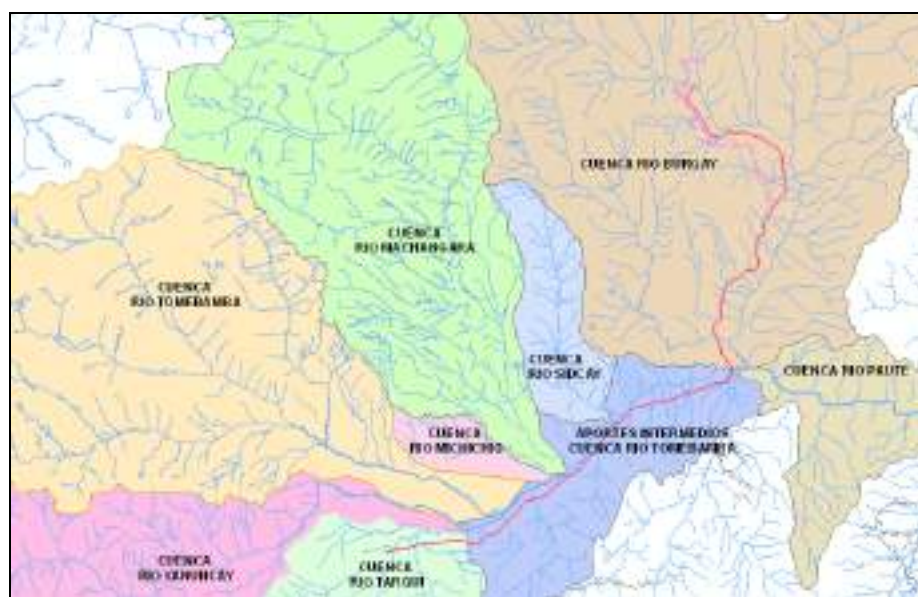 CUENCA RIO BURGAY
CUENCA
RIO MACHANGARA
CUENCA
RIO TOMEBAMBA
CUENCA
RIO SIDCAY
CUENCA RIO PAUTE
CUENCA
RIO
APORTES INTERMEDIOS
CUENCA RIO TOMEBAMBA
CUENCA
RIO YANUNCAY
CUENCA
RIO TARQUI